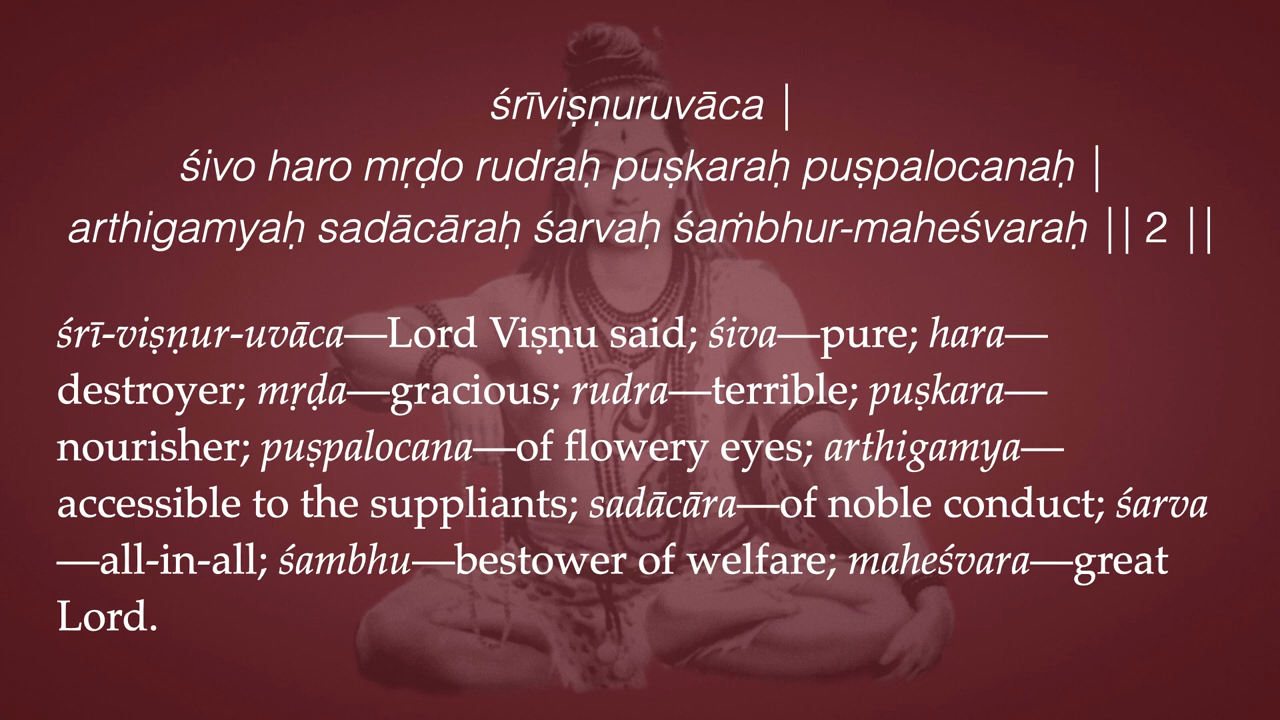 śrīviṣṇuruvāca |
śivo haro mṛḍo rudraḥ puṣkaraḥ puṣpalocanaḥ |
arthigamyaḥ sadācāraḥ śarvaḥ śaṁbhur-maheśvaraḥ || 2 ||
śrī-viṣṇur-uvāca—Lord Viṣṇu said; śiva—pure; hara—
destroyer; mṛḍa—gracious; rudra—terrible; puṣkara—
nourisher; puṣpalocana—of flowery eyes; arthigamya—
accessible to the suppliants; sadācāra—of noble conduct; śarva
—all-in-all; śambhu—bestower of welfare; maheśvara—great
Lord.